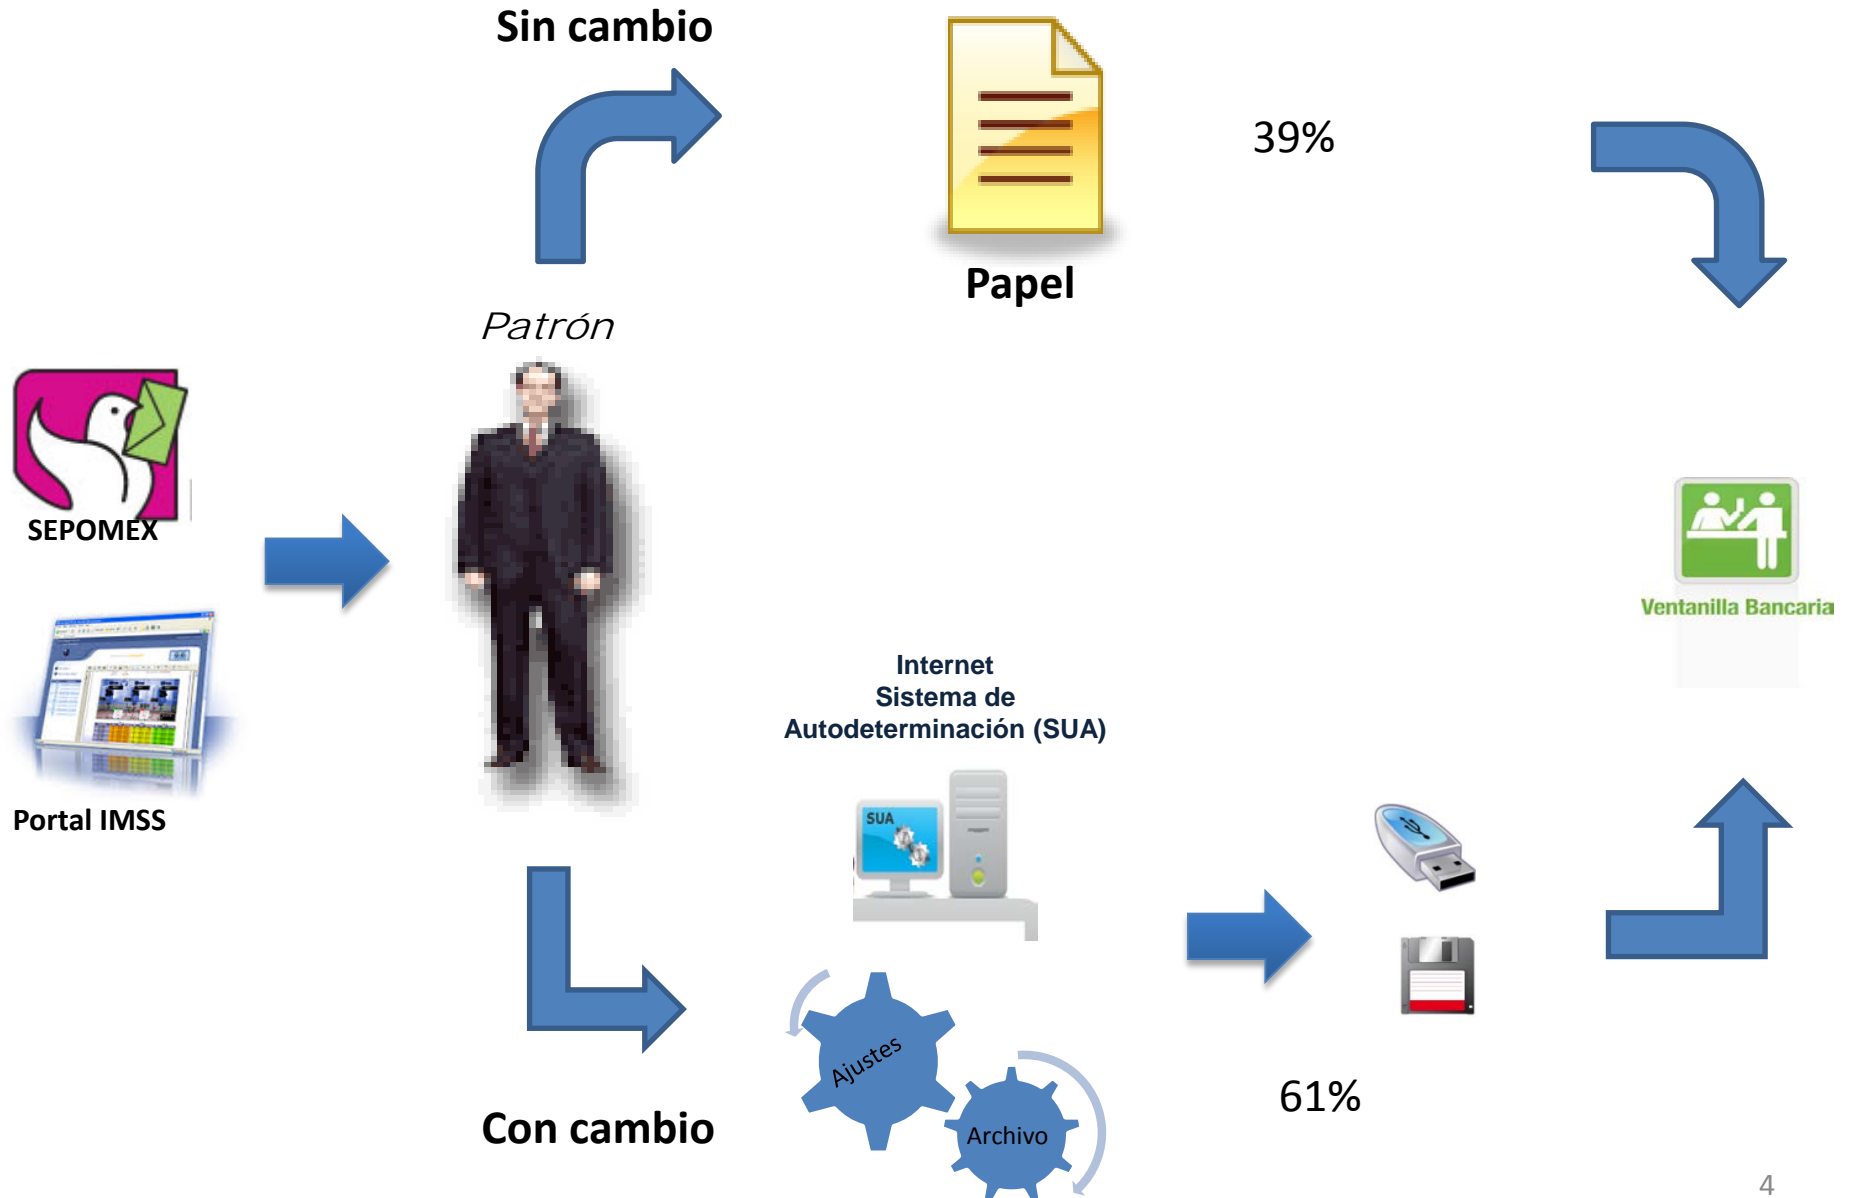 Sin cambio
39%
Papel
Patrón
SEPOMEX
Ventanilla Bancaria
Internet
Sistema de
Autodeterminación (SUA)
Portal IMSS
SUA
Ajustes
61%
Con cambio
Archivo
4